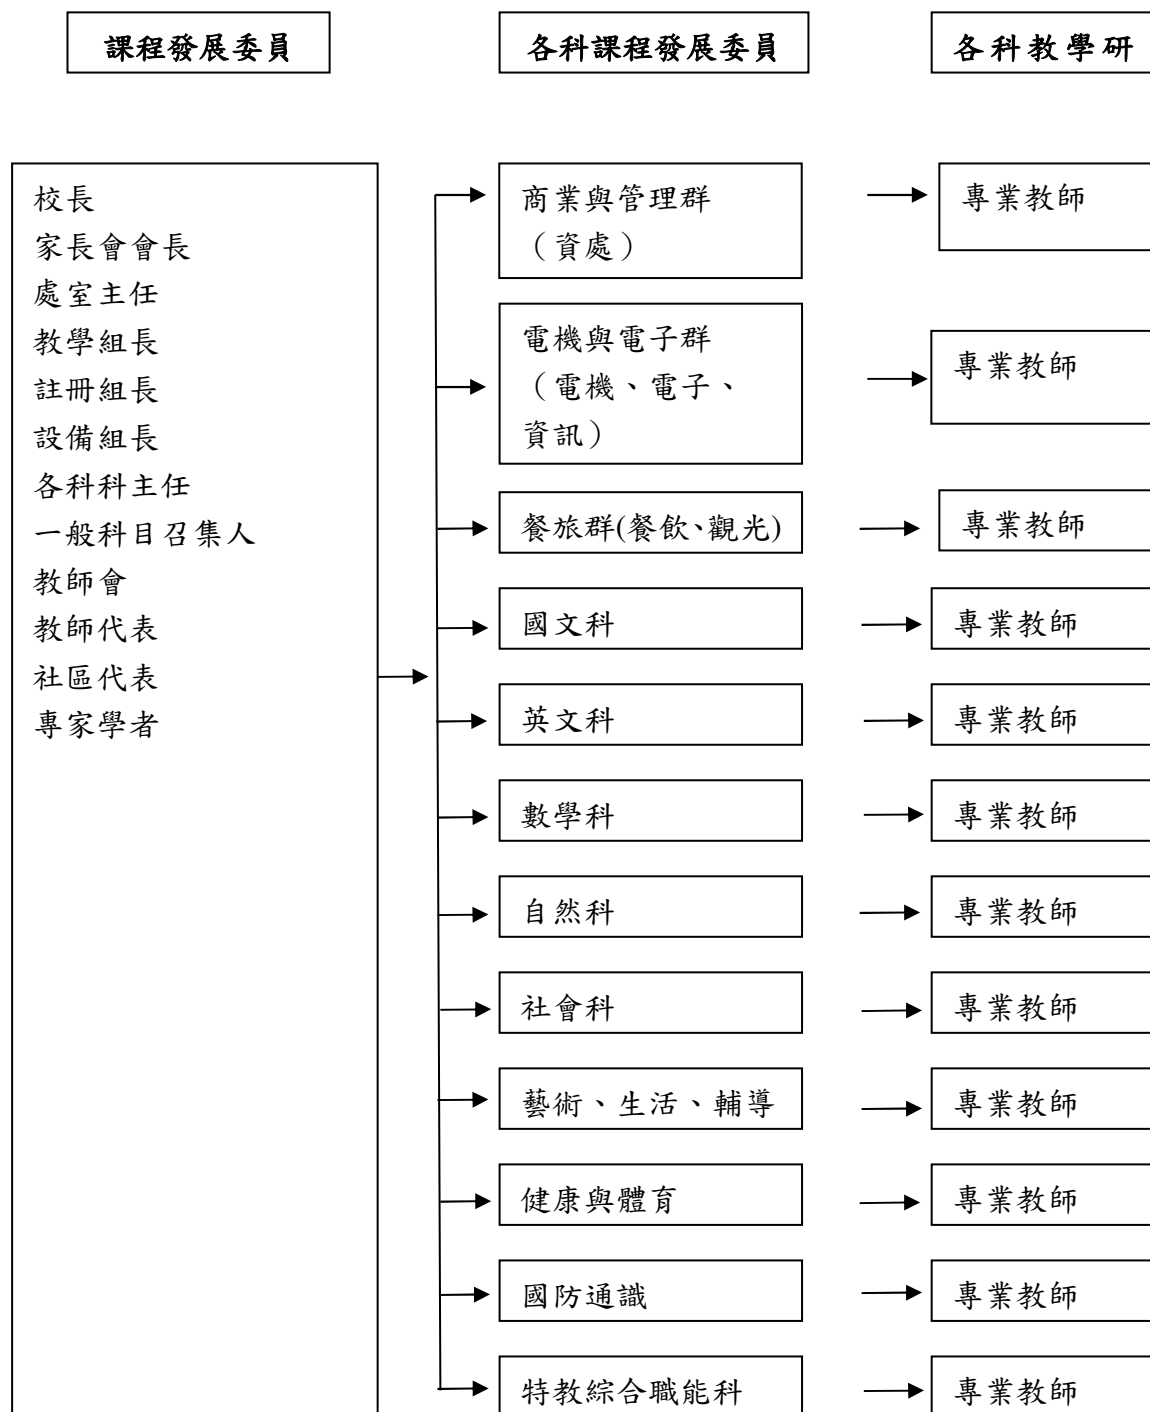 課程發展委員
各科課程發展委員
各科教學研
校長
家長會會長
處室主任
教學組長
註冊組長
設備組長
各科科主任
一般科目召集人
教師會
教師代表
社區代表
專家學者
商業與管理群
（資處）
專業教師
電機與電子群
（電機、電子、
資訊）
專業教師
餐旅群(餐飲、觀光)
專業教師
國文科
專業教師
英文科
專業教師
數學科
專業教師
自然科
專業教師
社會科
專業教師
藝術、生活、輔導
專業教師
健康與體育
專業教師
國防通識
專業教師
特教綜合職能科
專業教師